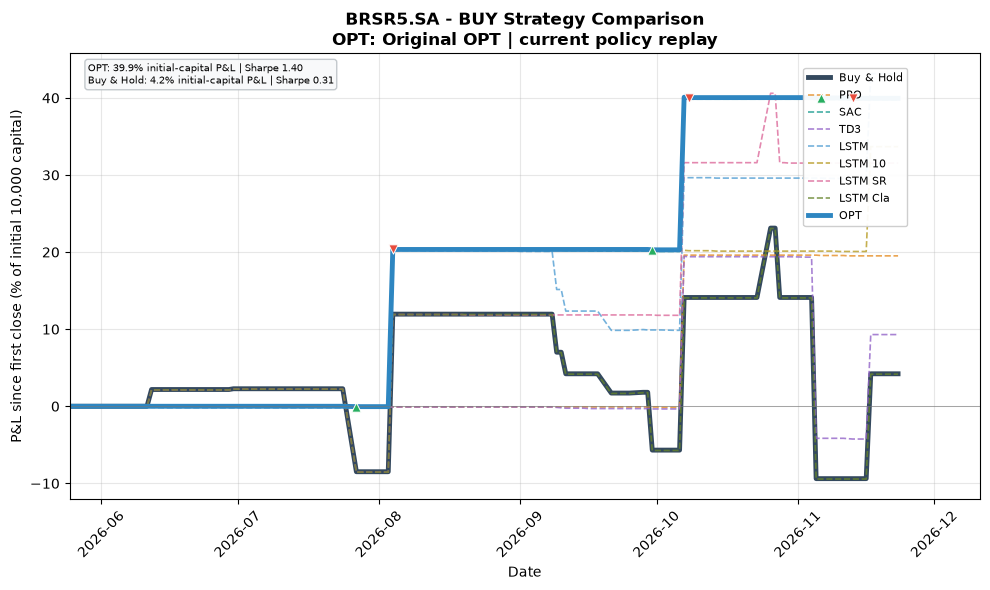 BRSR5.SA - BUY Strategy Comparison
OPT: Original OPT | current policy replay
OPT: 39.9% initial-capital P&L | Sharpe 1.40
Buy & Hold: 4.2% initial-capital P&L | Sharpe 0.31
Buy & Hold
PPO
SAC
TD3
LSTM
LSTM 10
LSTM SR
LSTM Cla
OPT
P&L since first close (% of initial 10,000 capital)
40
30
20
10
0
−10
2026-06
2026-07
2026-08
2026-09
2026-10
2026-11
2026-12
Date